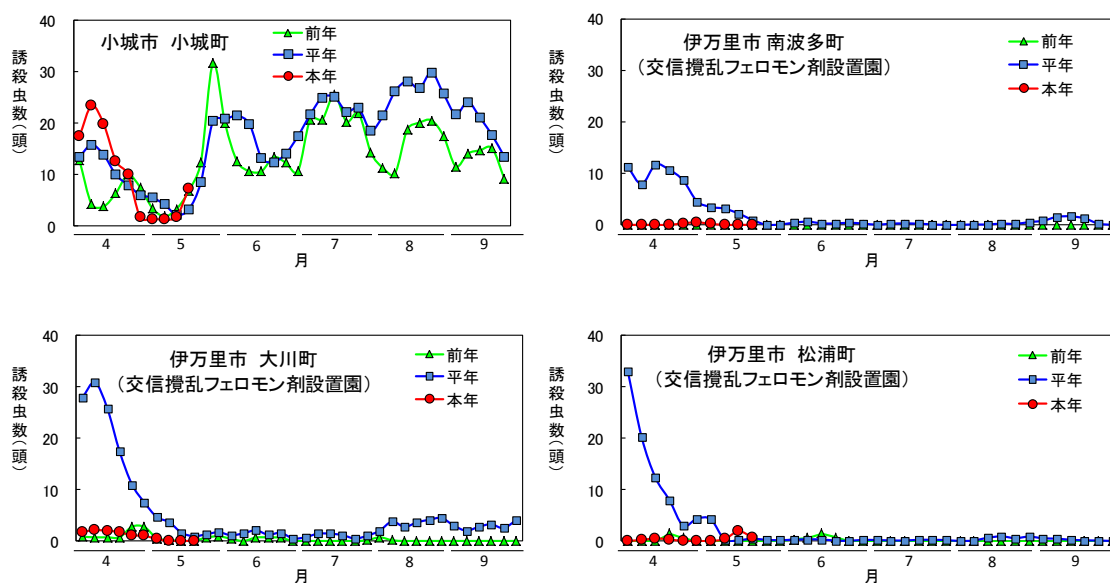 小城市 小城町
前年
平年
本年
誘殺虫数(頭)
40
30
20
10
0
4 5 6 7 8 9
月
伊万里市 南波多町
(交信攪乱フェロモン剤設置園)
前年
平年
本年
誘殺虫数(頭)
40
30
20
10
0
4 5 6 7 8 9
月
伊万里市 大川町
(交信攪乱フェロモン剤設置園)
前年
平年
本年
誘殺虫数(頭)
40
30
20
10
0
4 5 6 7 8 9
月
伊万里市 松浦町
(交信攪乱フェロモン剤設置園)
前年
平年
本年
誘殺虫数(頭)
40
30
20
10
0
4 5 6 7 8 9
月